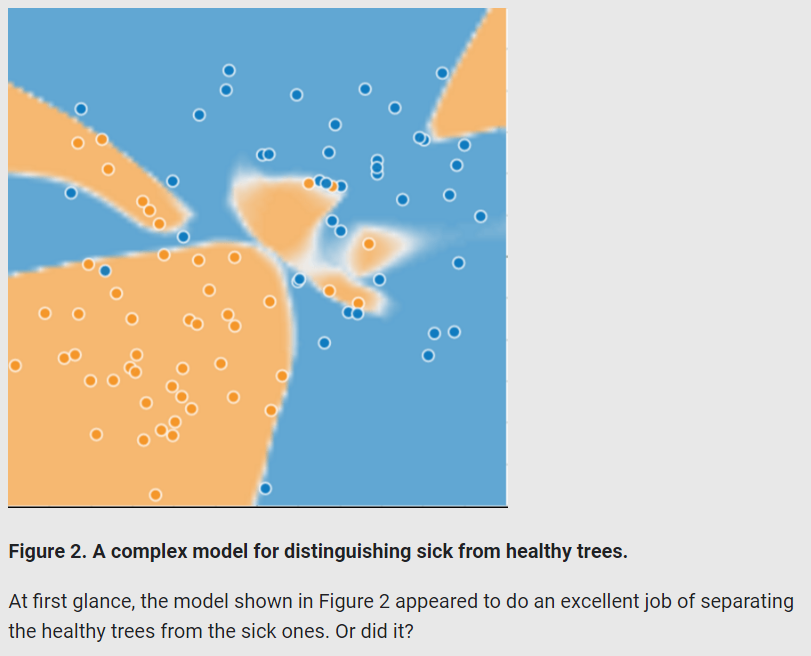 Figure 2. A complex model for distinguishing sick from healthy trees.
At first glance, the model shown in Figure 2 appeared to do an excellent job of separating
the healthy trees from the sick ones. Or did it?